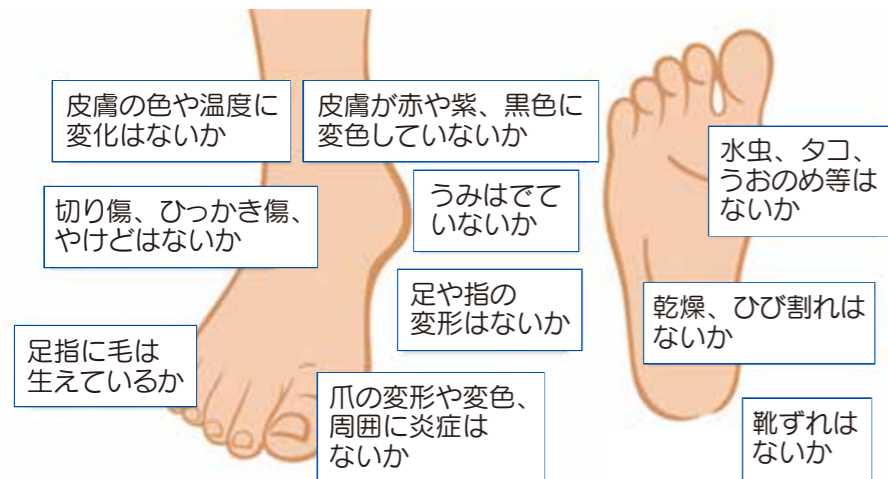 皮膚の色や温度に
変化はないか
皮膚が赤や紫、黒色に
変色していないか
水虫、タコ、
うおのめ等は
ないか
切り傷、ひっかき傷、
やけどはないか
うみはでて
いないか
足や指の
変形はないか
乾燥、ひび割れは
ないか
足指に毛は
生えているか
爪の変形や変色、
周囲に炎症は
ないか
靴ずれは
ないか